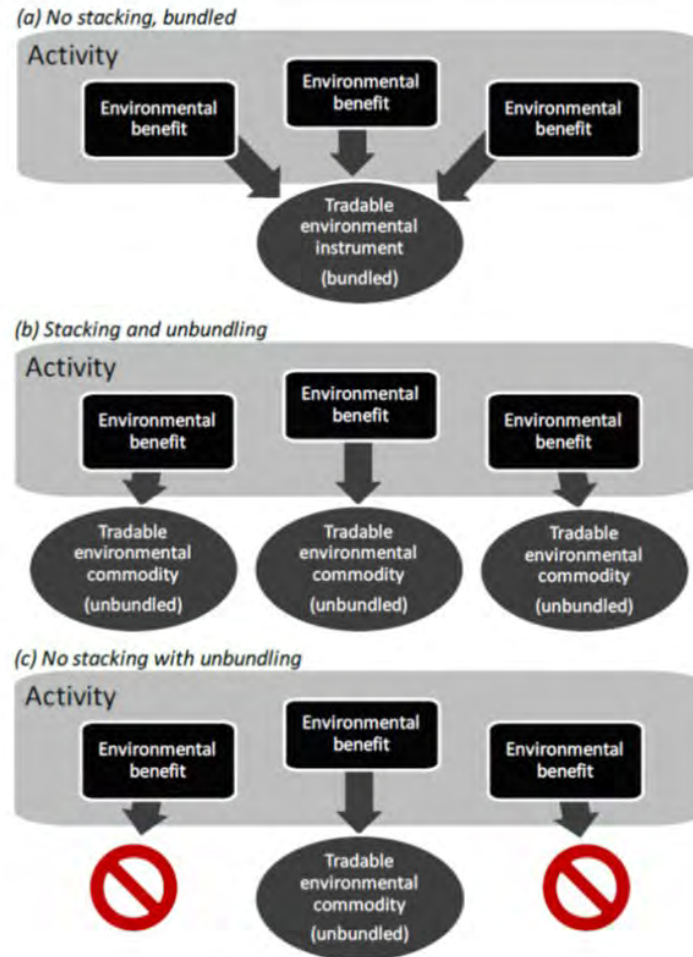 (a) No stacking, bundled
Activity
Environmental
benefit
Environmental
benefit
Environmental
benefit
Tradable
environmental
instrument
(bundled)
(b) Stacking and unbundling
Activity
Environmental
benefit
Environmental
benefit
Environmental
benefit
Tradable
environmental
commodity
(unbundled)
Tradable
environmental
commodity
(unbundled)
Tradable
environmental
commodity
(unbundled)
(c) No stacking with unbundling
Activity
Environmental
benefit
Environmental
benefit
Environmental
benefit
Tradable
environmental
commodity
(unbundled)